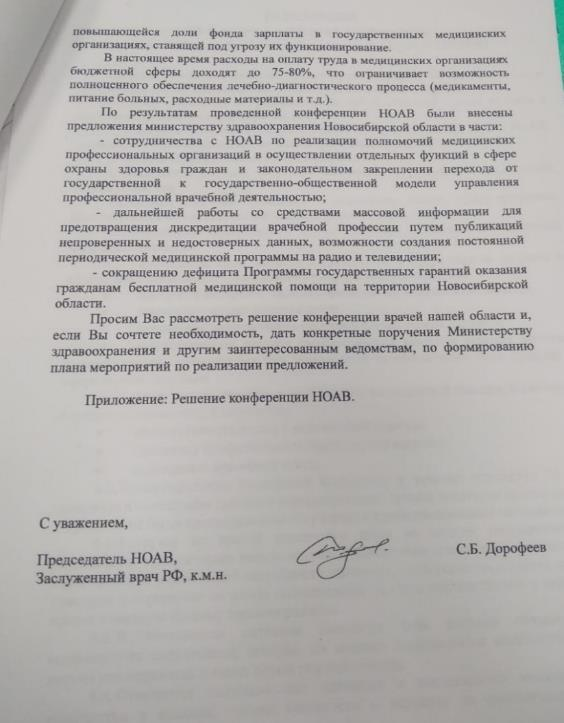 повышающейся доли фонда зарплаты в государственных медицинских
организациях, ставящей под угрозу их функционирование.
В настоящее время расходы на оплату труда в медицинских организациях
бюджетной сферы доходят до 75-80%, что ограничивает возможность
полноценного обеспечения лечебно-диагностического процесса (медикаменты,
питание больных, расходные материалы и т.д.).
По результатам проведенной конференции НОАВ были внесены
предложения министерству здравоохранения Новосибирской области в части:
- сотрудничества с НОАВ по реализации полномочий медицинских
профессиональных организаций в осуществлении отдельных функций в сфере
охраны здоровья граждан и законодательном закреплении перехода от
государственной к государственно-общественной модели управления
профессиональной врачебной деятельностью;
- дальнейшей работы со средствами массовой информации для
предотвращения дискредитации врачебной профессии путем публикаций
непроверенных и недостоверных данных, возможности создания постоянной
периодической медицинской программы на радио и телевидении;
- сокращению дефицита Программы государственных гарантий оказания
гражданам бесплатной медицинской помощи на территории Новосибирской
области.
Просим Вас рассмотреть решение конференции врачей нашей области и,
если Вы сочтете необходимость, дать конкретные поручения Министерству
здравоохранения и другим заинтересованным ведомствам, по формированию
плана мероприятий по реализации предложений.
Приложение: Решение конференции НОАВ.
С уважением,
Председатель НОАВ,
Заслуженный врач РФ, к.м.н.
С.Б. Дорофеев